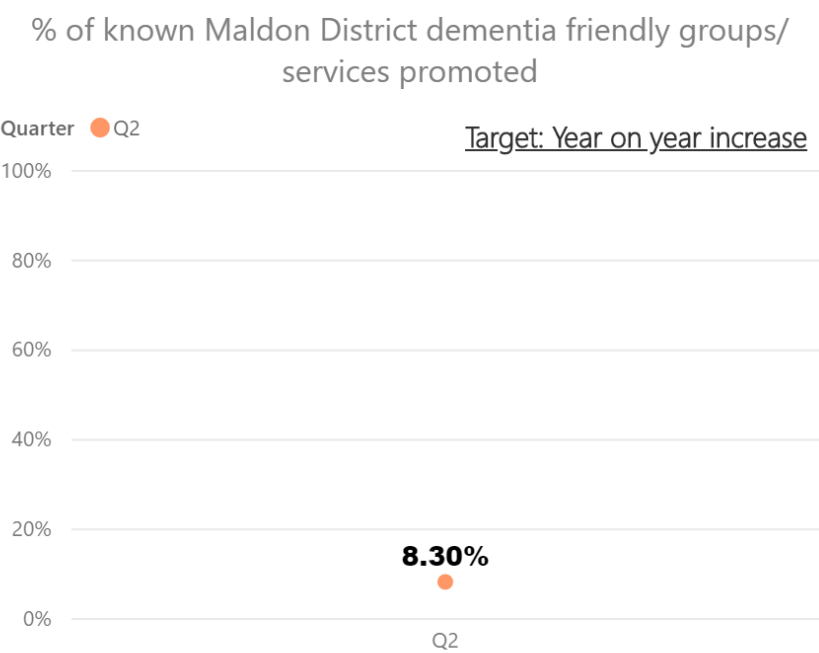 % of known Maldon District dementia friendly groups/
services promoted
Quarter Q2
Target: Year on year increase
100%
80%
60%
40%
20%
8.30%
0%
Q2